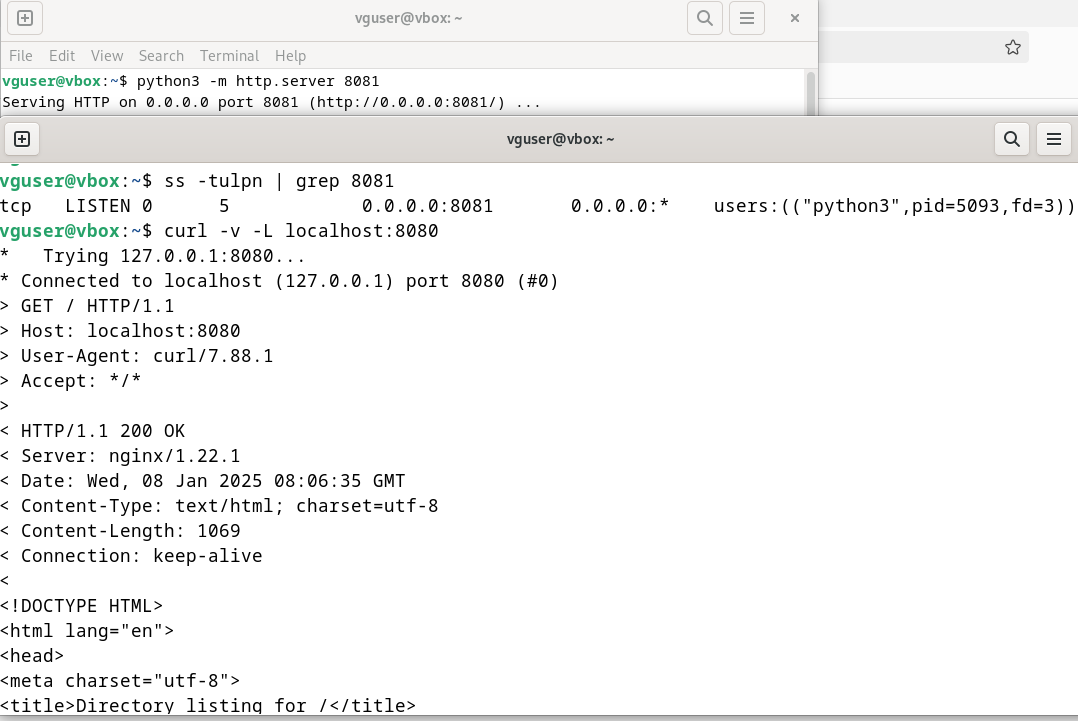 vguser@vbox: ~
File Edit View Search Terminal Help
vguser@vbox:~$ python3 -m http.server 8081
Serving HTTP on 0.0.0.0 port 8081 (http://0.0.0.0:8081/) ...
vguser@vbox: ~
vguser@vbox:~$ ss -tulpn | grep 8081
tcp   LISTEN 0      5            0.0.0.0:8081       0.0.0.0:*    users:(("python3",pid=5093,fd=3))
vguser@vbox:~$ curl -v -L localhost:8080
*   Trying 127.0.0.1:8080...
* Connected to localhost (127.0.0.1) port 8080 (#0)
> GET / HTTP/1.1
> Host: localhost:8080
> User-Agent: curl/7.88.1
> Accept: */*
>
< HTTP/1.1 200 OK
< Server: nginx/1.22.1
< Date: Wed, 08 Jan 2025 08:06:35 GMT
< Content-Type: text/html; charset=utf-8
< Content-Length: 1069
< Connection: keep-alive
<
<!DOCTYPE HTML>
<html lang="en">
<head>
<meta charset="utf-8">
<title>Directory listing for /</title>